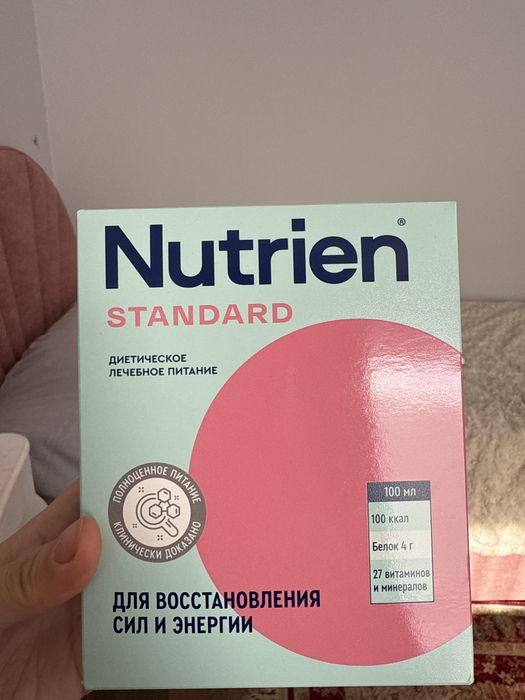 Nutrien®
STANDARD
ДИЕТИЧЕСКОЕ
ЛЕЧЕБНОЕ ПИТАНИЕ
ПОЛНОЦЕННОЕ ПИТАНИЕ
КЛИНИЧЕСКИ ДОКАЗАНО
100 мл
100 ккал
Белок 4 г
27 витаминов
и минералов
ДЛЯ ВОССТАНОВЛЕНИЯ
СИЛ И ЭНЕРГИИ